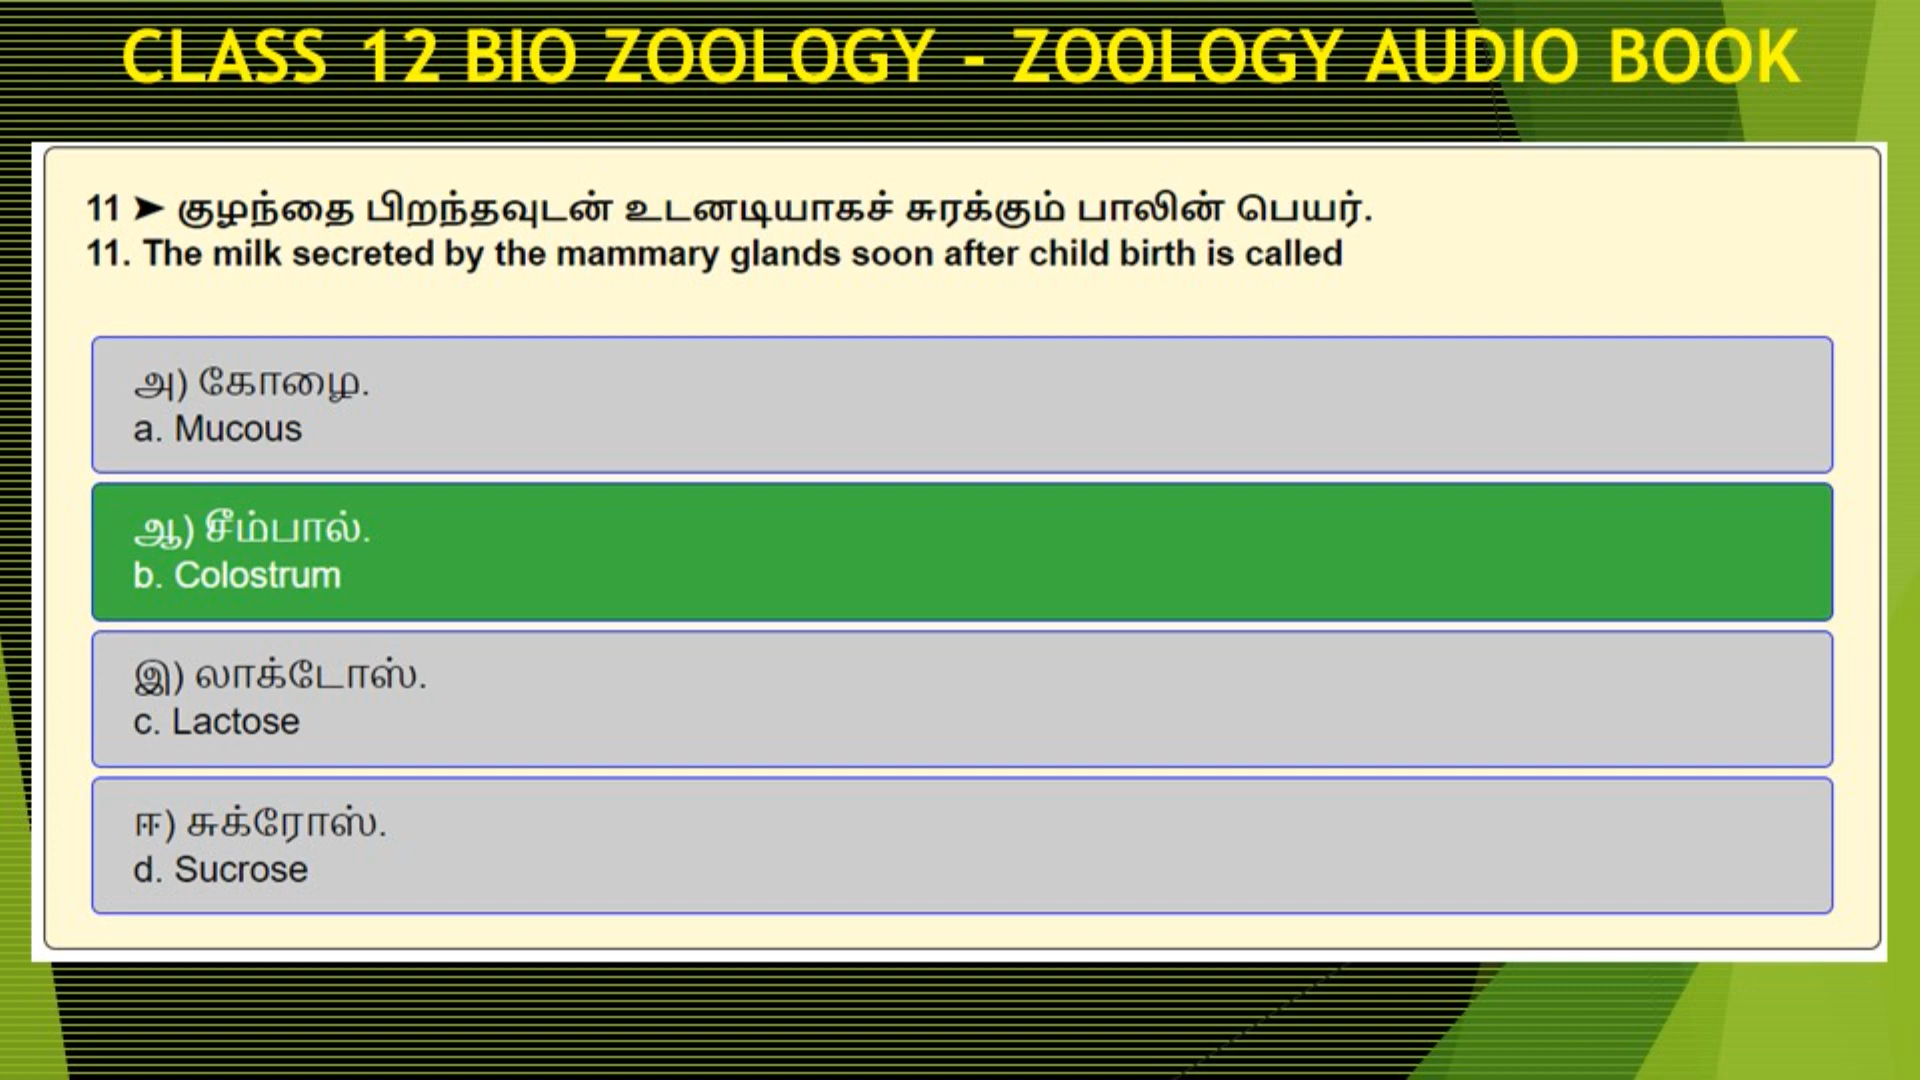 CLASS 12 BIO ZOOLOGY - ZOOLOGY AUDIO BOOK
11 ➤ குழந்தை பிறந்தவுடன் உடனடியாகச் சுரக்கும் பாலின் பெயர்.
11. The milk secreted by the mammary glands soon after child birth is called
அ) கோழை.
a. Mucous
ஆ) சீம்பால்.
b. Colostrum
இ) லாக்டோஸ்.
c. Lactose
ஈ) சுக்ரோஸ்.
d. Sucrose